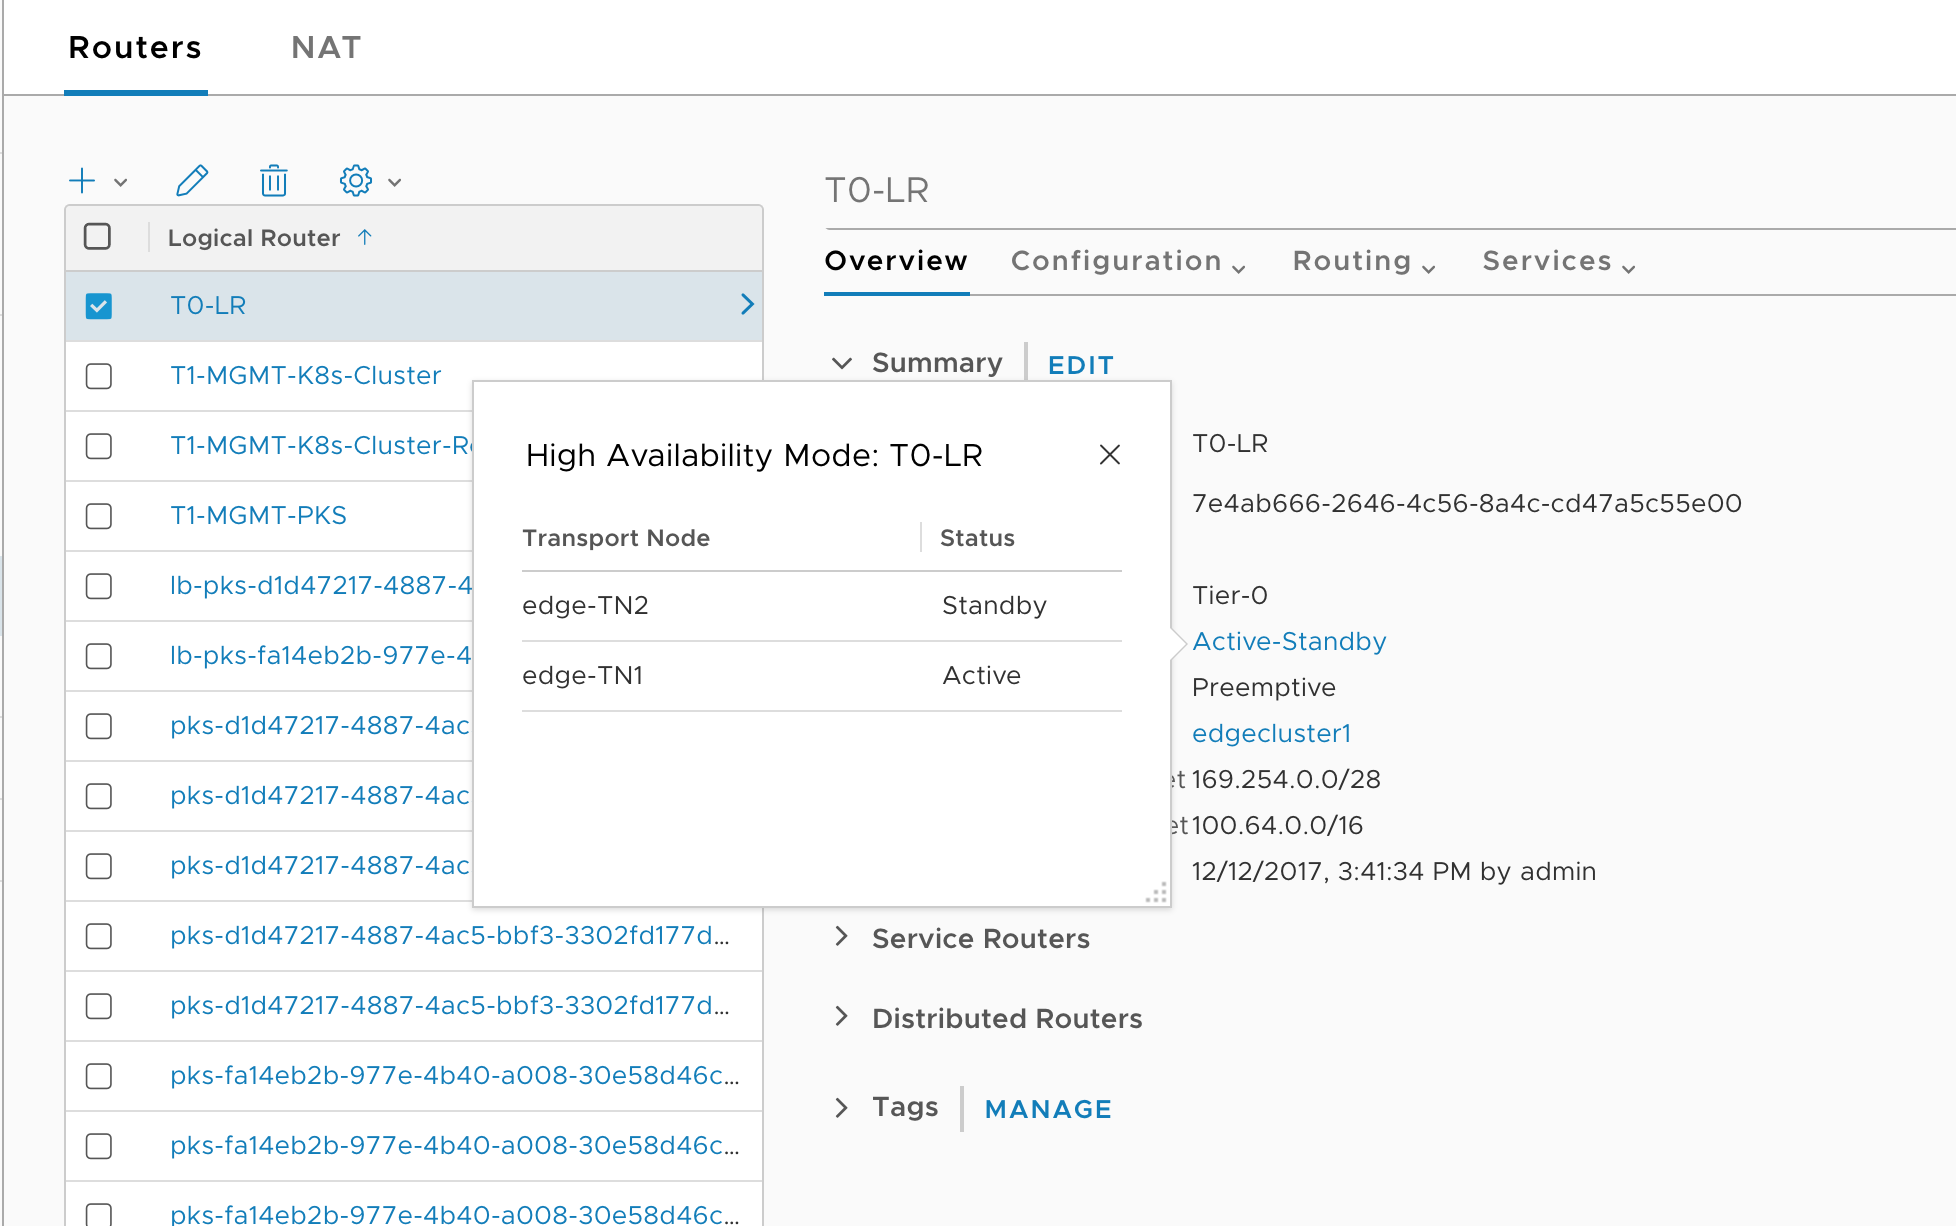 Routers NAT
Logical Router
T0-LR
T1-MGMT-K8s-Cluster
T1-MGMT-K8s-Cluster-R
T1-MGMT-PKS
lb-pks-d1d47217-4887-4
lb-pks-fa14eb2b-977e-4
pks-d1d47217-4887-4ac
pks-d1d47217-4887-4ac
pks-d1d47217-4887-4ac
pks-d1d47217-4887-4ac5-bbf3-3302fd177d...
pks-d1d47217-4887-4ac5-bbf3-3302fd177d...
pks-fa14eb2b-977e-4b40-a008-30e58d46c...
pks-fa14eb2b-977e-4b40-a008-30e58d46c...
pks-fa14eb2b-977e-4b40-a008-30e58d46c...
T0-LR
Overview Configuration Routing Services
Summary EDIT
High Availability Mode: T0-LR
Transport Node Status
edge-TN2 Standby
edge-TN1 Active
T0-LR
7e4ab666-2646-4c56-8a4c-cd47a5c55e00
Tier-0
Active-Standby
Preemptive
edgecluster1
et 169.254.0.0/28
et 100.64.0.0/16
12/12/2017, 3:41:34 PM by admin
Service Routers
Distributed Routers
Tags MANAGE